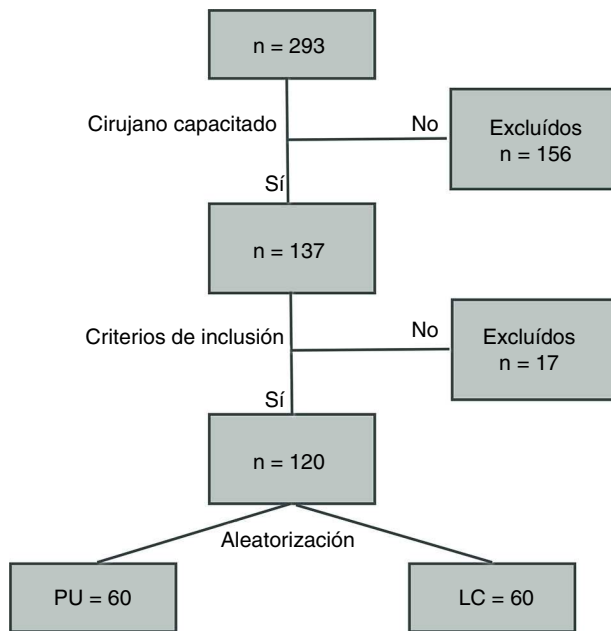 n = 293
Cirujano capacitado
No
Excluídos
n = 156
Sí
n = 137
Criterios de inclusión
No
Excluídos
n = 17
Sí
n = 120
Aleatorización
PU = 60
LC = 60